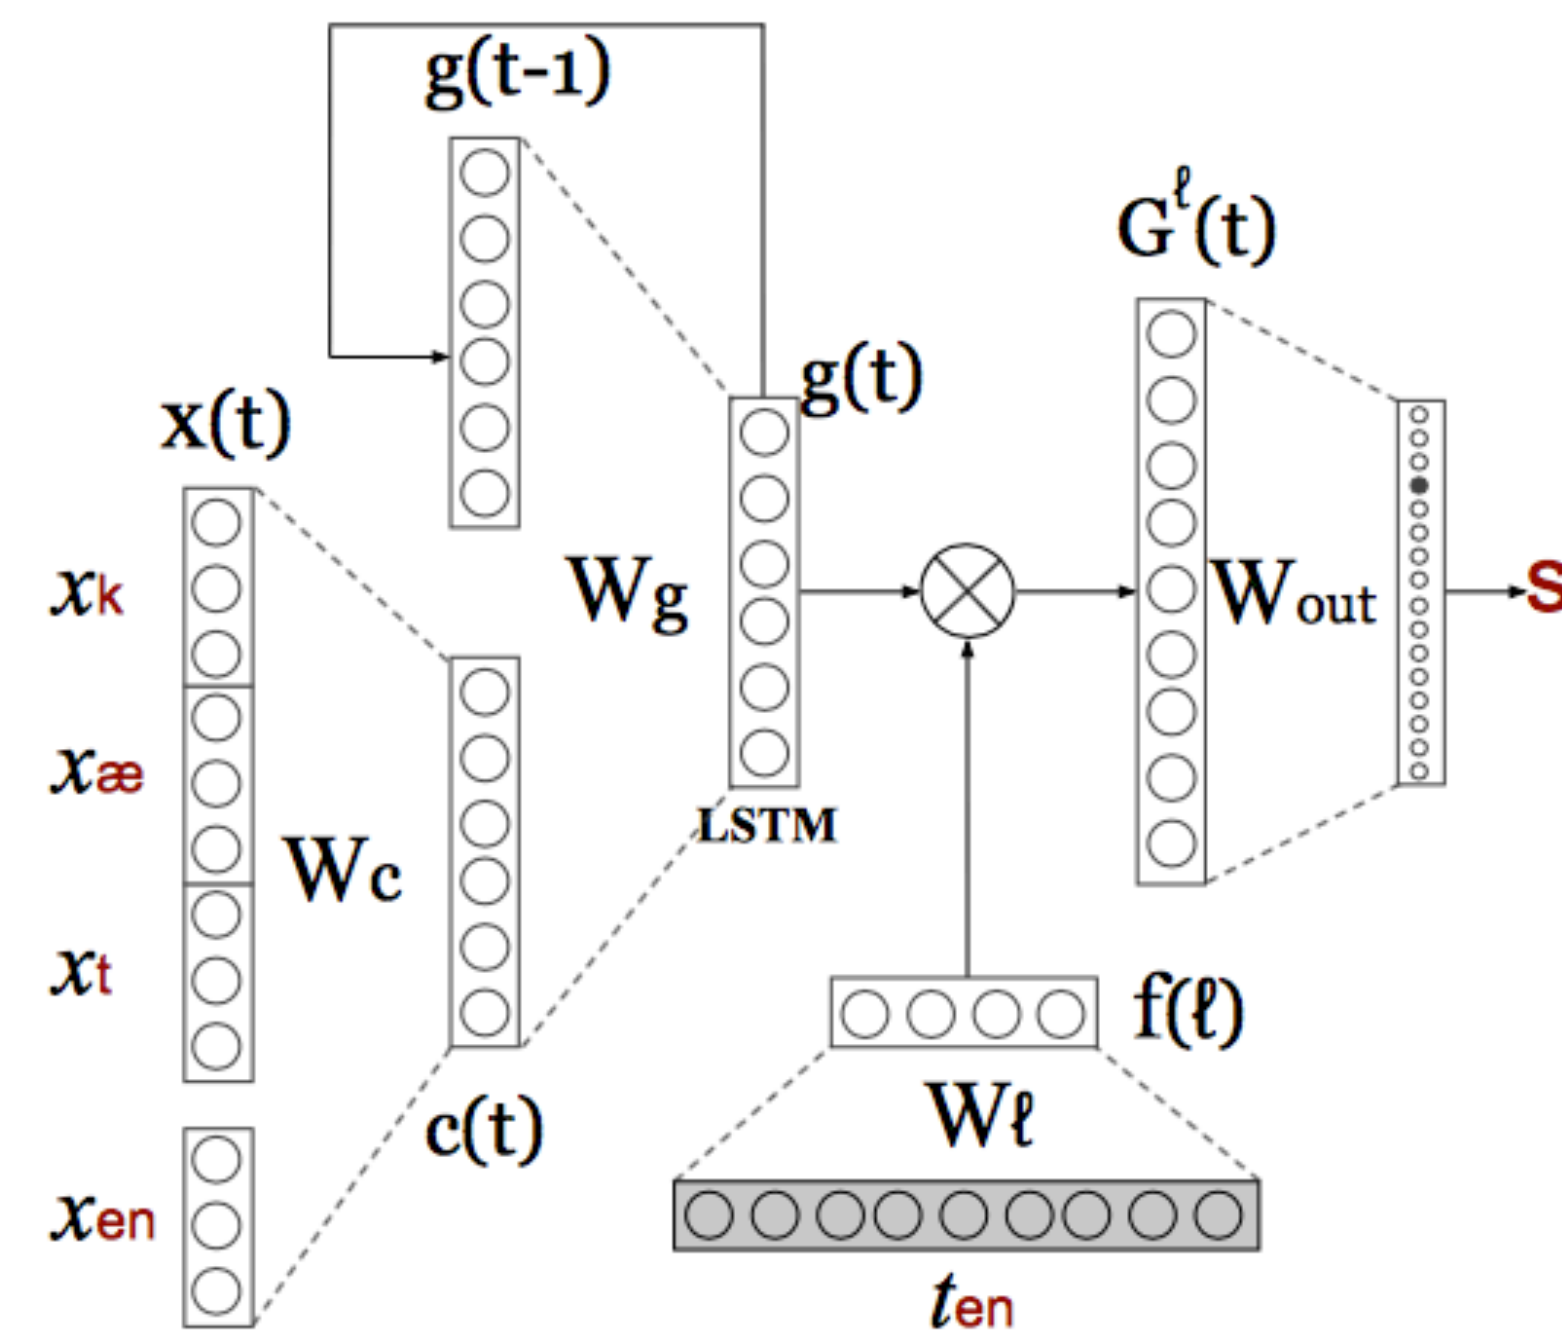 g(t-1)
G^ℓ(t)
g(t)
x(t)
xk
Wg
Wout
S
xæ
LSTM
Wc
xt
f(ℓ)
c(t)
Wℓ
xen
ten